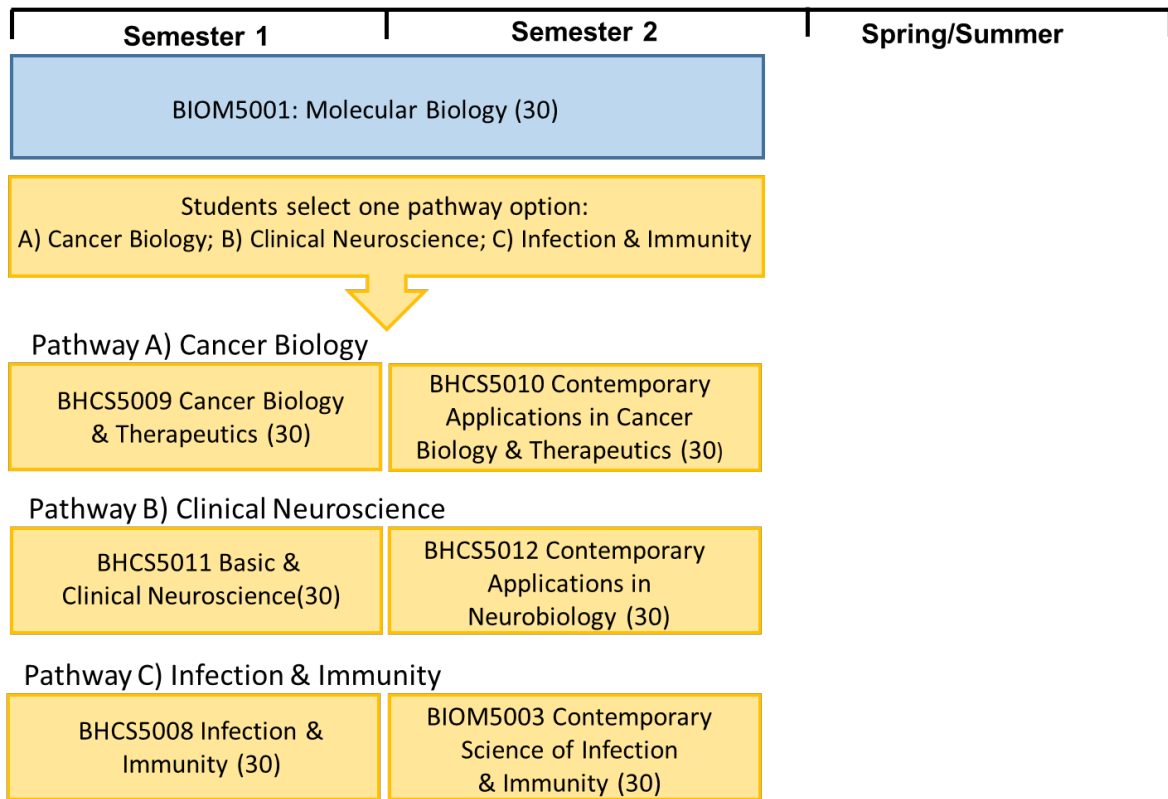 Semester 1
Semester 2
Spring/Summer
BIOM5001: Molecular Biology (30)
Students select one pathway option:
A) Cancer Biology; B) Clinical Neuroscience; C) Infection & Immunity
Pathway A) Cancer Biology
BHCS5009 Cancer Biology
& Therapeutics (30)
BHCS5010 Contemporary
Applications in Cancer
Biology & Therapeutics (30)
Pathway B) Clinical Neuroscience
BHCS5011 Basic &
Clinical Neuroscience(30)
BHCS5012 Contemporary
Applications in
Neurobiology (30)
Pathway C) Infection & Immunity
BHCS5008 Infection &
Immunity (30)
BIOM5003 Contemporary
Science of Infection
& Immunity (30)